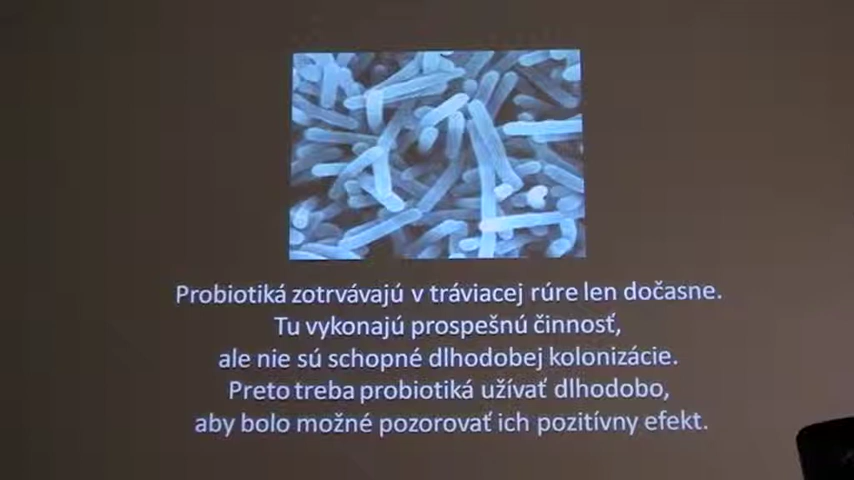 Probiotiká zotrvávajú v tráviacej rúre len dočasne.
Tu vykonajú prospešnú činnosť,
ale nie sú schopné dlhodobej kolonizácie.
Preto treba probiotiká užívať dlhodobo,
aby bolo možné pozorovať ich pozitívny efekt.